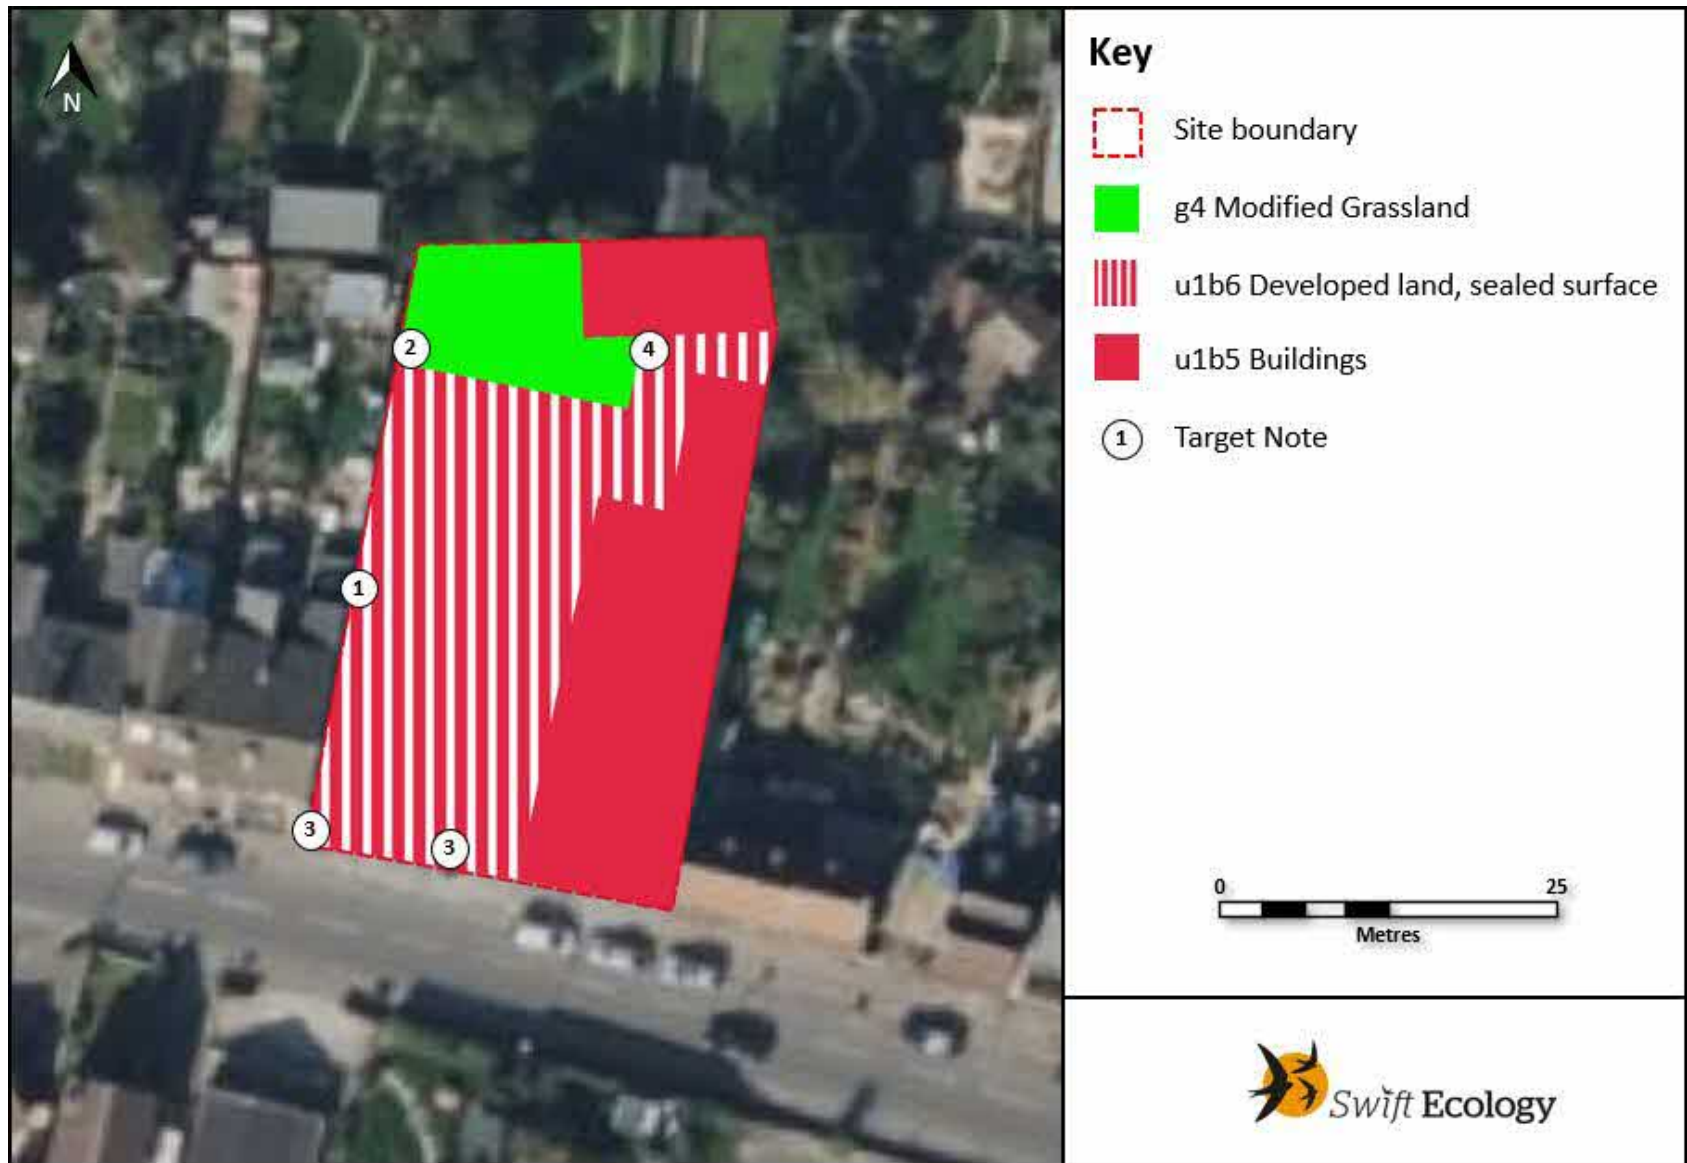 N
2
4
1
3
3
Key
Site boundary
g4 Modified Grassland
u1b6 Developed land, sealed surface
u1b5 Buildings
1 Target Note
0 25
Metres
Swift Ecology